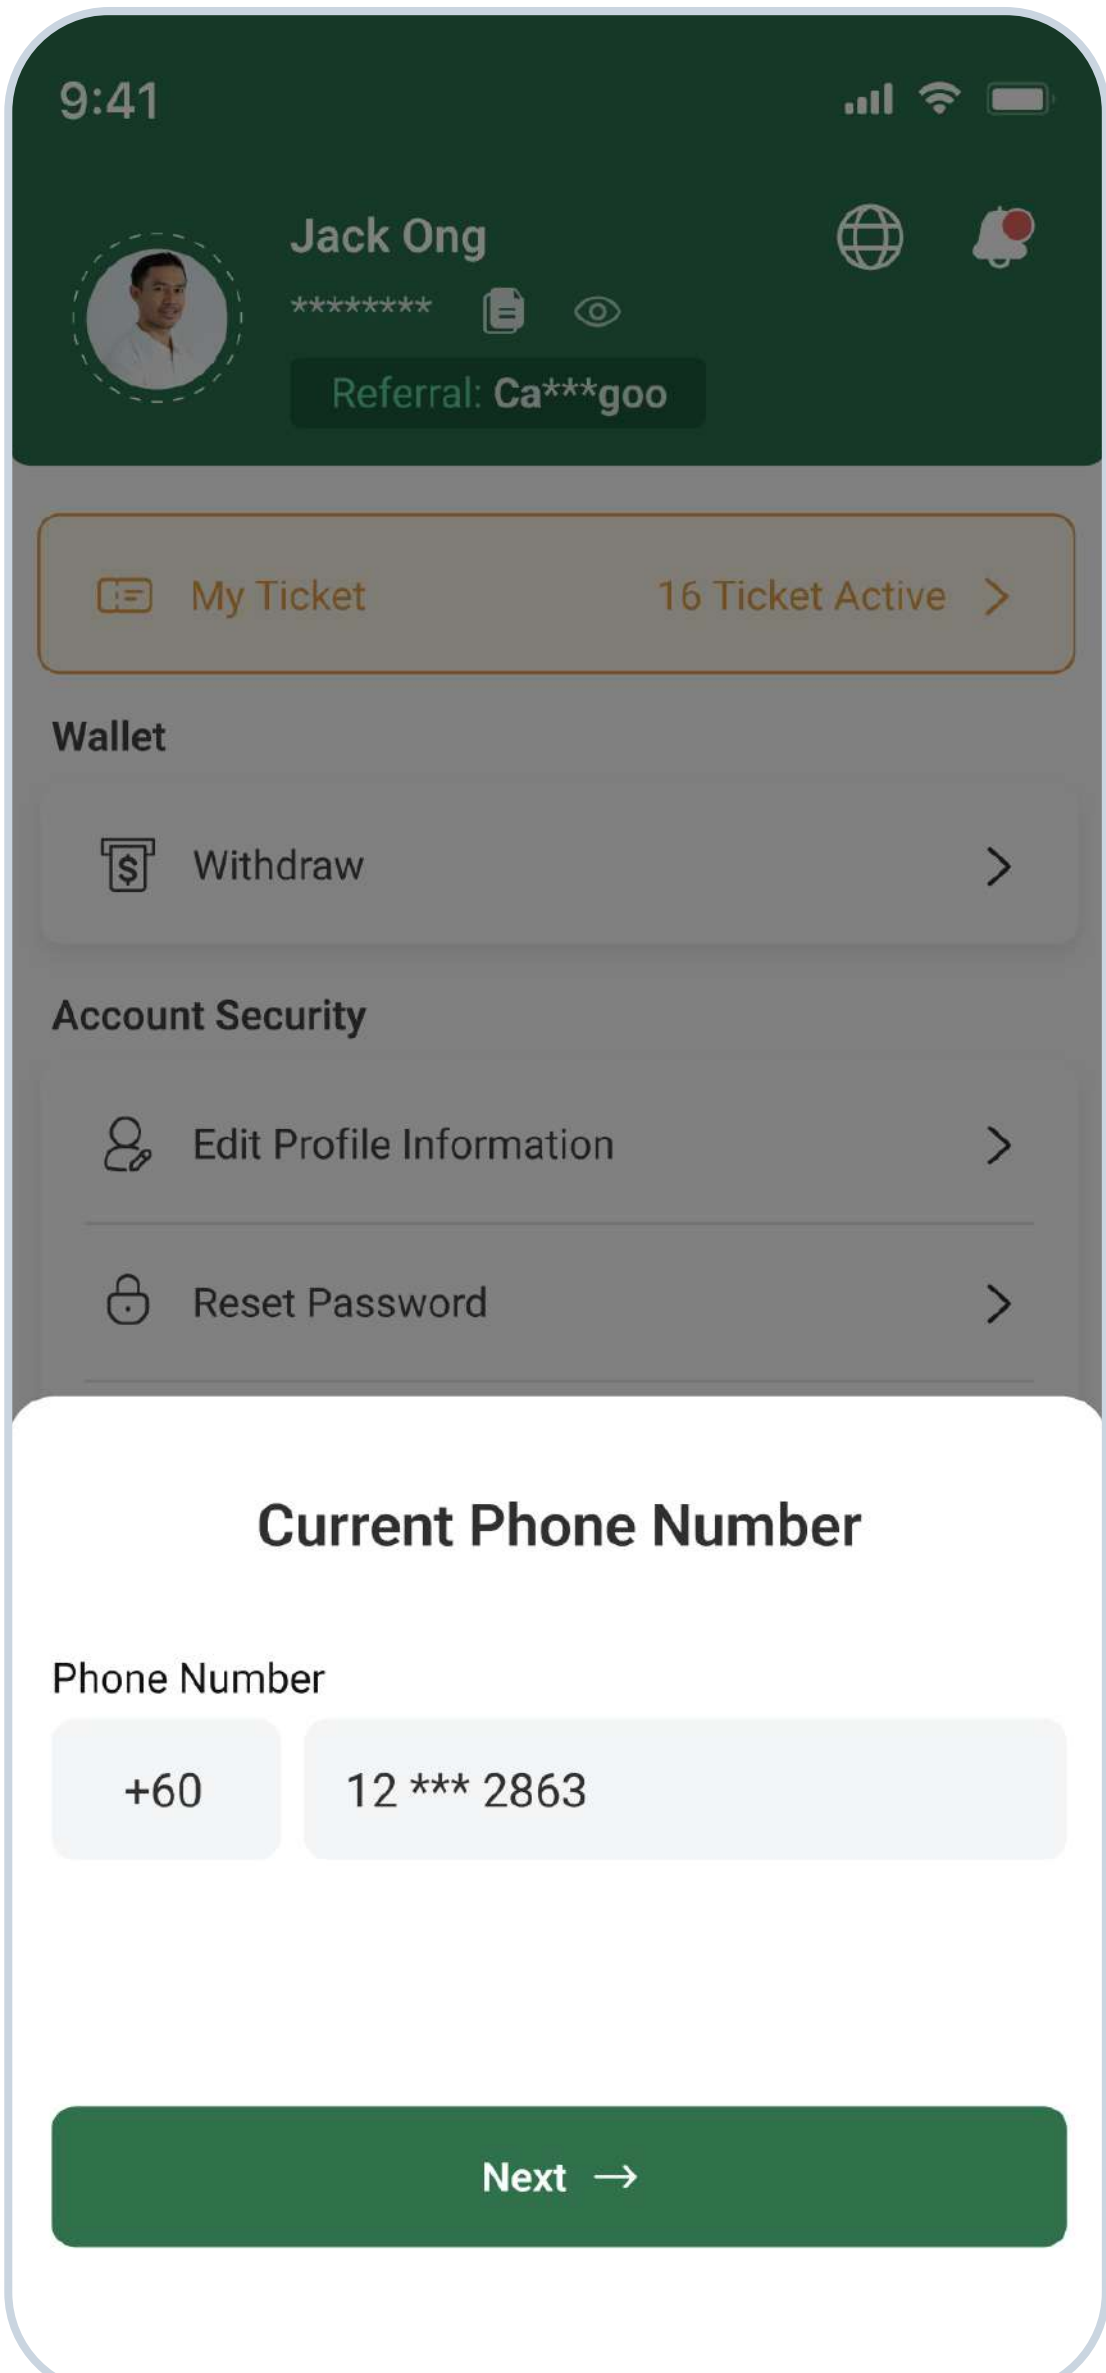 9:41
Jack Ong
********
Referral: Ca***goo
My Ticket 16 Ticket Active
Wallet
Withdraw
Account Security
Edit Profile Information
Reset Password
Current Phone Number
Phone Number
+60 12 *** 2863
Next →